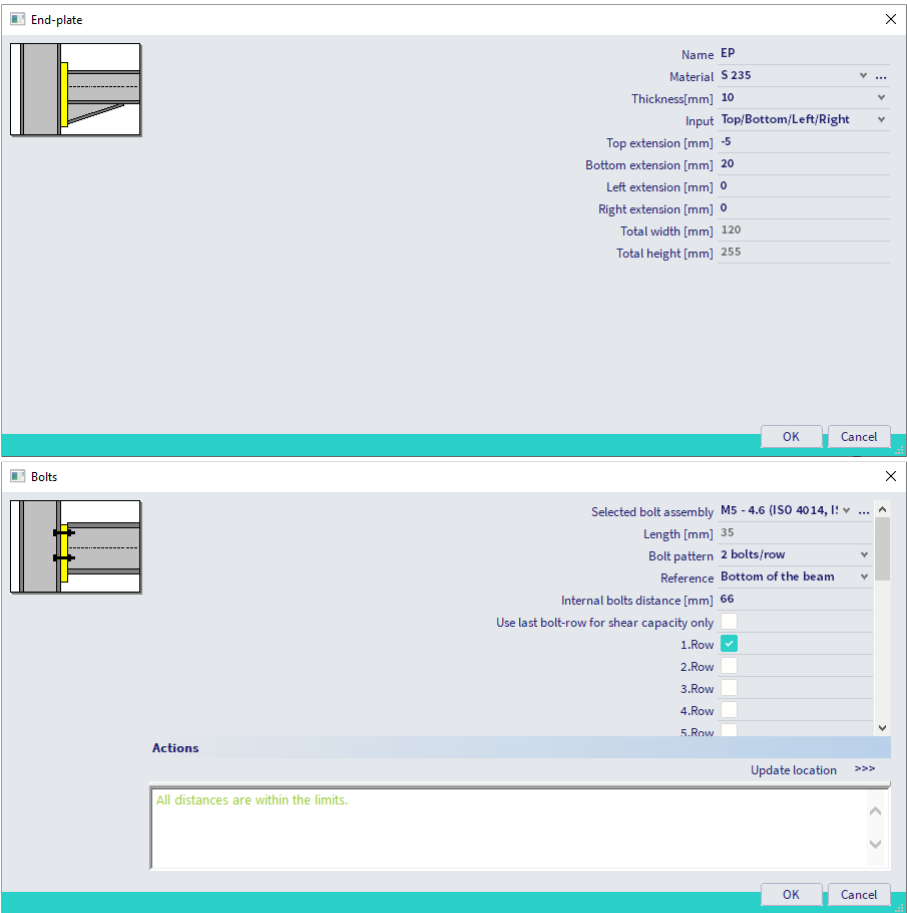 End-plate
Name EP
Material S 235 ...
Thickness[mm] 10
Input Top/Bottom/Left/Right
Top extension [mm] -5
Bottom extension [mm] 20
Left extension [mm] 0
Right extension [mm] 0
Total width [mm] 120
Total height [mm] 255
OK Cancel
Bolts
Selected bolt assembly M5 - 4.6 (ISO 4014, ...
Length [mm] 35
Bolt pattern 2 bolts/row
Reference Bottom of the beam
Internal bolts distance [mm] 66
Use last bolt-row for shear capacity only
1.Row
2.Row
3.Row
4.Row
5.Row
Actions
Update location >>>
All distances are within the limits.
OK Cancel